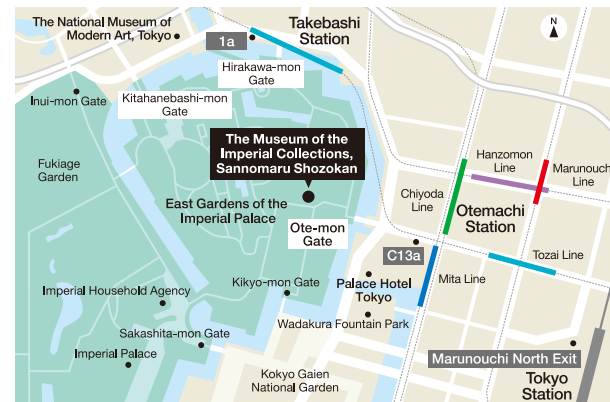 The National Museum of
Modern Art, Tokyo
1a
Takebashi
Station
N
Hirakawa-mon
Gate
Inui-mon Gate
Kitahanebashi-mon
Gate
The Museum of the
Imperial Collections,
Sannomaru Shozokan
Hanzomon
Line
Marunouchi
Line
Fukiage
Garden
East Gardens of the
Imperial Palace
Chiyoda
Line
Otemachi
Station
Ote-mon
Gate
C13a
Tozai Line
Kikyo-mon Gate
Palace Hotel
Tokyo
Mita Line
Imperial Household Agency
Wadakura Fountain Park
Sakashita-mon Gate
Imperial Palace
Marunouchi North Exit
Kokyo Gaien
National Garden
Tokyo
Station